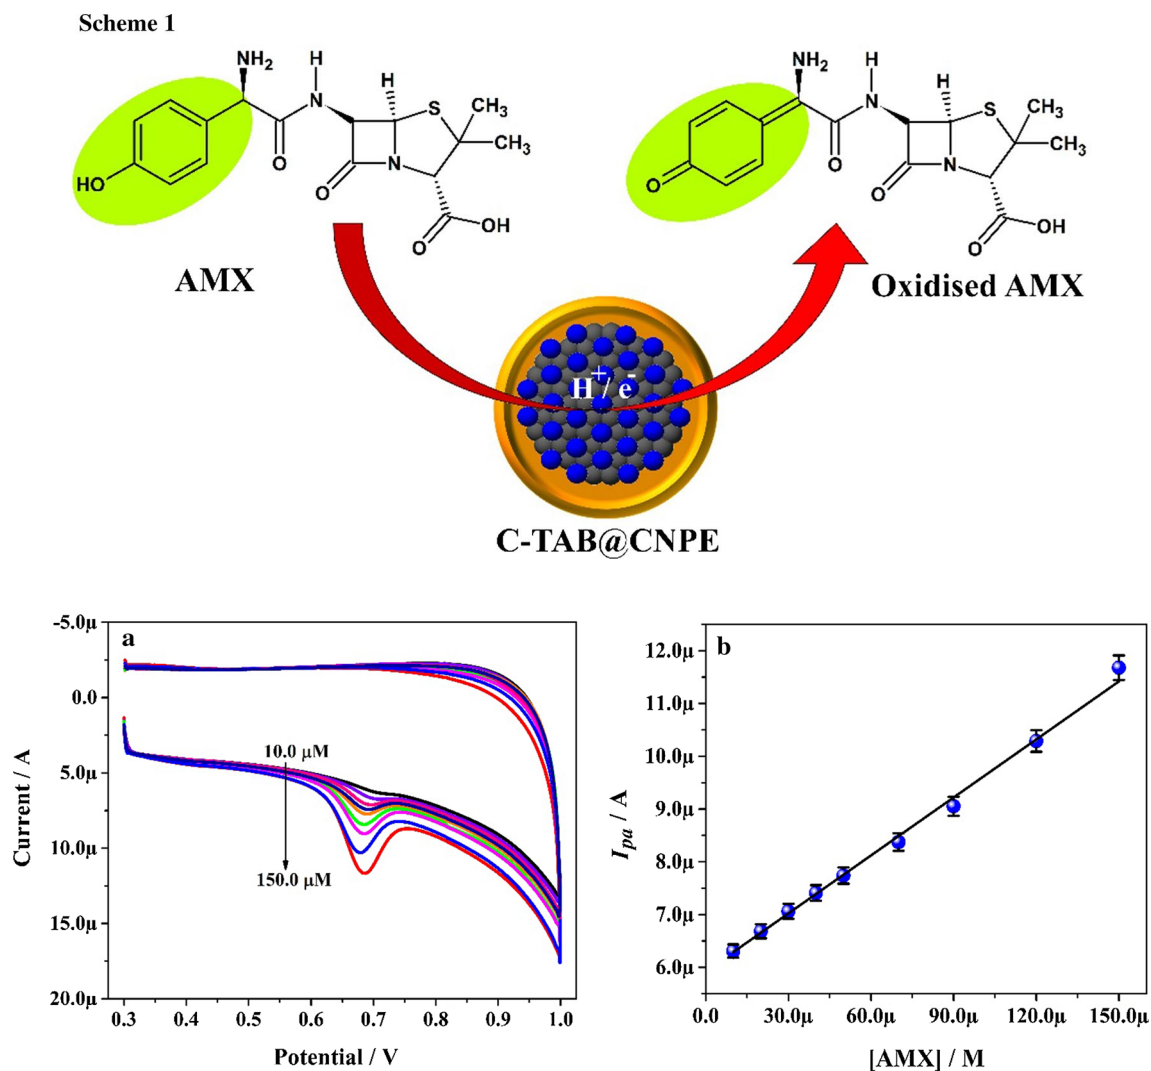 Scheme 1
NH₂
H
H
N
S
CH₃
CH₃
N
O
O
HO
O
OH
AMX
NH₂
H
H
N
S
CH₃
CH₃
N
O
O
O
O
OH
Oxidised AMX
H⁺/ e⁻
C-TAB@CNPE
a
-5.0μ
0.0
5.0μ
10.0μ
15.0μ
20.0μ
Current / A
10.0 μM
150.0 μM
0.3 0.4 0.5 0.6 0.7 0.8 0.9 1.0
Potential / V
b
12.0μ
11.0μ
10.0μ
9.0μ
8.0μ
7.0μ
6.0μ
Ipa / A
0.0 30.0μ 60.0μ 90.0μ 120.0μ 150.0μ
[AMX] / M